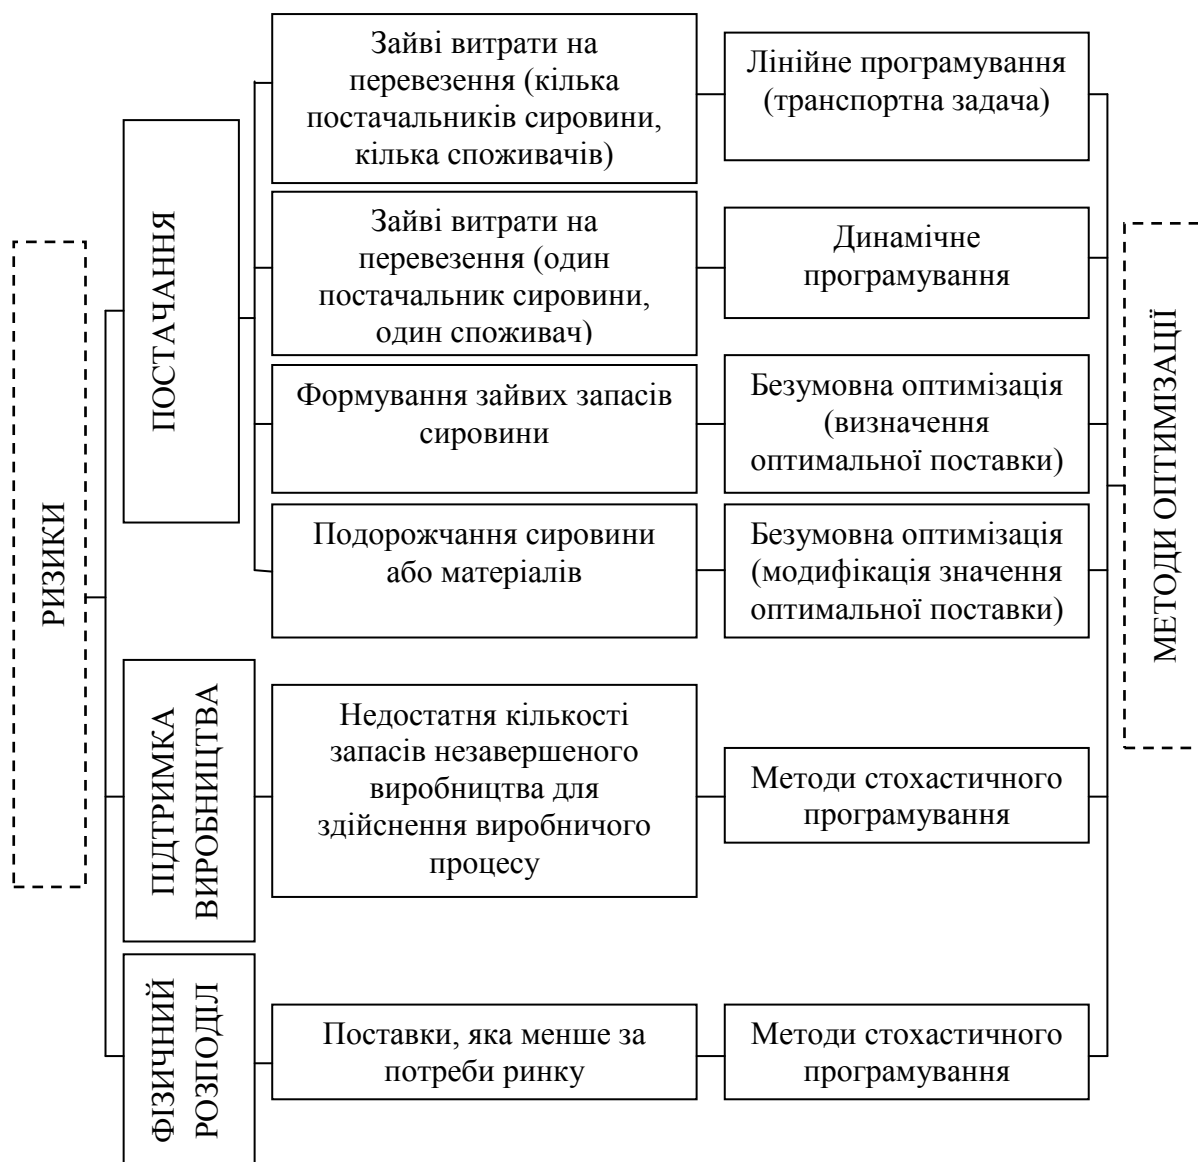 РИЗИКИ
ПОСТАЧАННЯ
Зайві витрати на
перевезення (кілька
постачальників сировини,
кілька споживачів)
Лінійне програмування
(транспортна задача)
Зайві витрати на
перевезення (один
постачальник сировини,
один споживач)
Динамічне
програмування
Формування зайвих запасів
сировини
Безумовна оптимізація
(визначення
оптимальної поставки)
Подорожчання сировини
або матеріалів
Безумовна оптимізація
(модифікація значення
оптимальної поставки)
ПІДТРИМКА
ВИРОБНИЦТВА
Недостатня кількості
запасів незавершеного
виробництва для
здійснення виробничого
процесу
Методи стохастичного
програмування
ФІЗИЧНИЙ
РОЗПОДІЛ
Поставки, яка менше за
потреби ринку
Методи стохастичного
програмування
МЕТОДИ ОПТИМІЗАЦІЇ